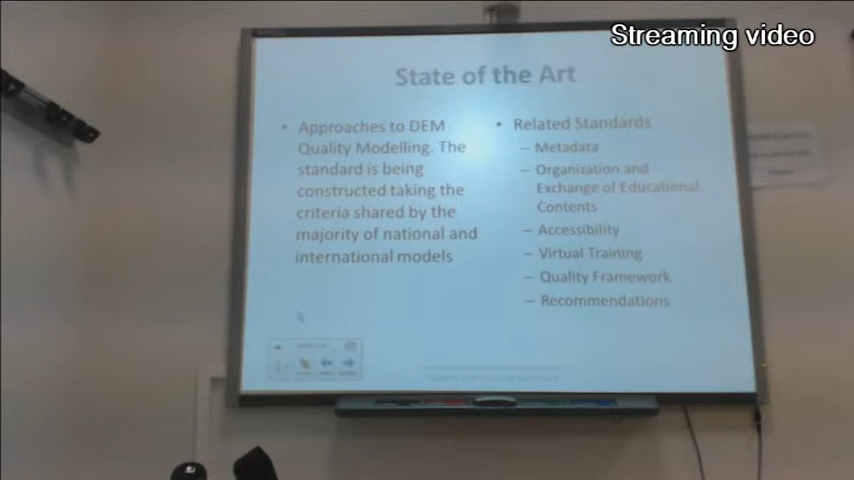 Streaming video
State of the Art
• Approaches to DEM
Quality Modelling. The
standard is being
constructed taking the
criteria shared by the
majority of national and
international models
• Related Standards
– Metadata
– Organization and
Exchange of Educational
Contents
– Accessibility
– Virtual Training
– Quality Framework
– Recommendations